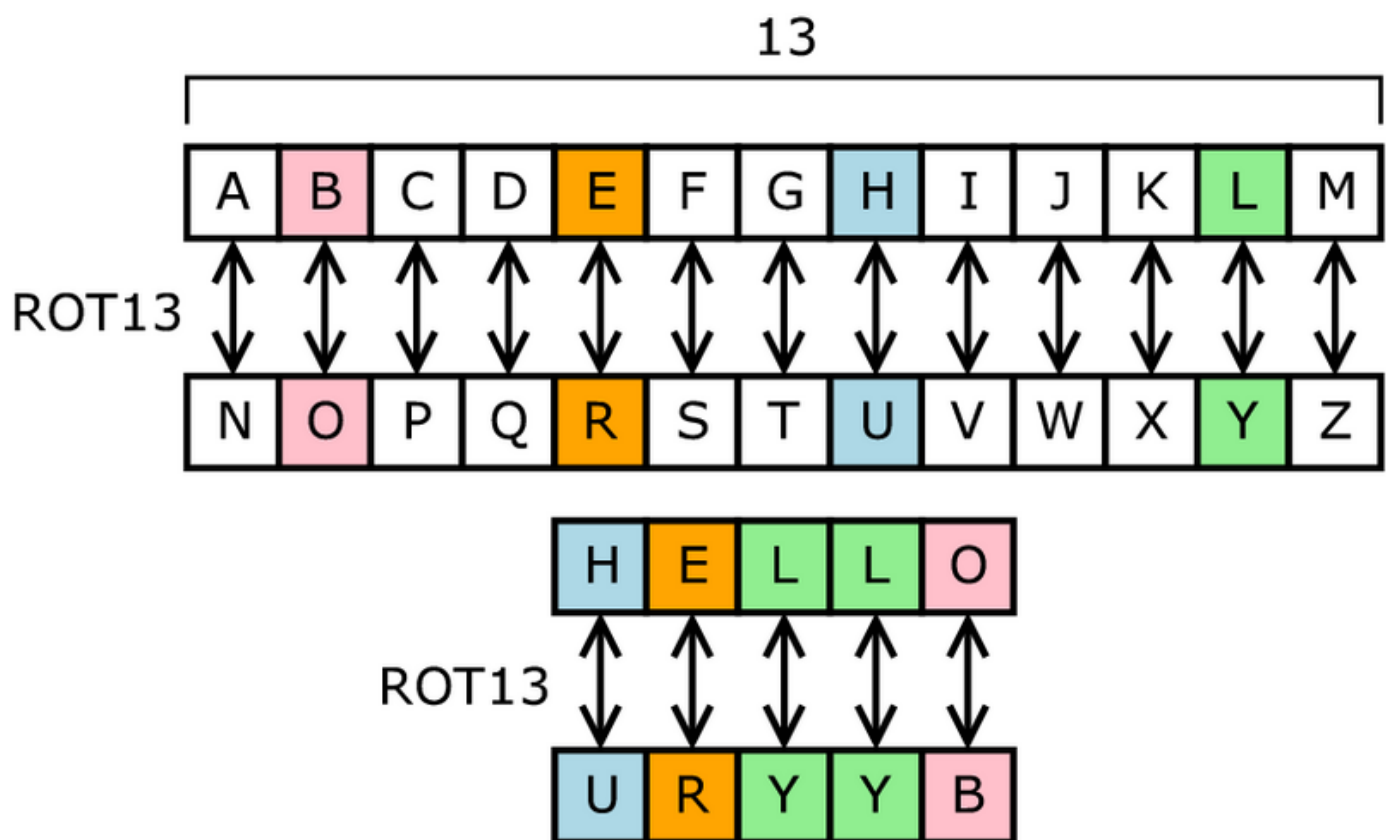 13
A B C D E F G H I J K L M
ROT13
N O P Q R S T U V W X Y Z
H E L L O
ROT13
U R Y Y B